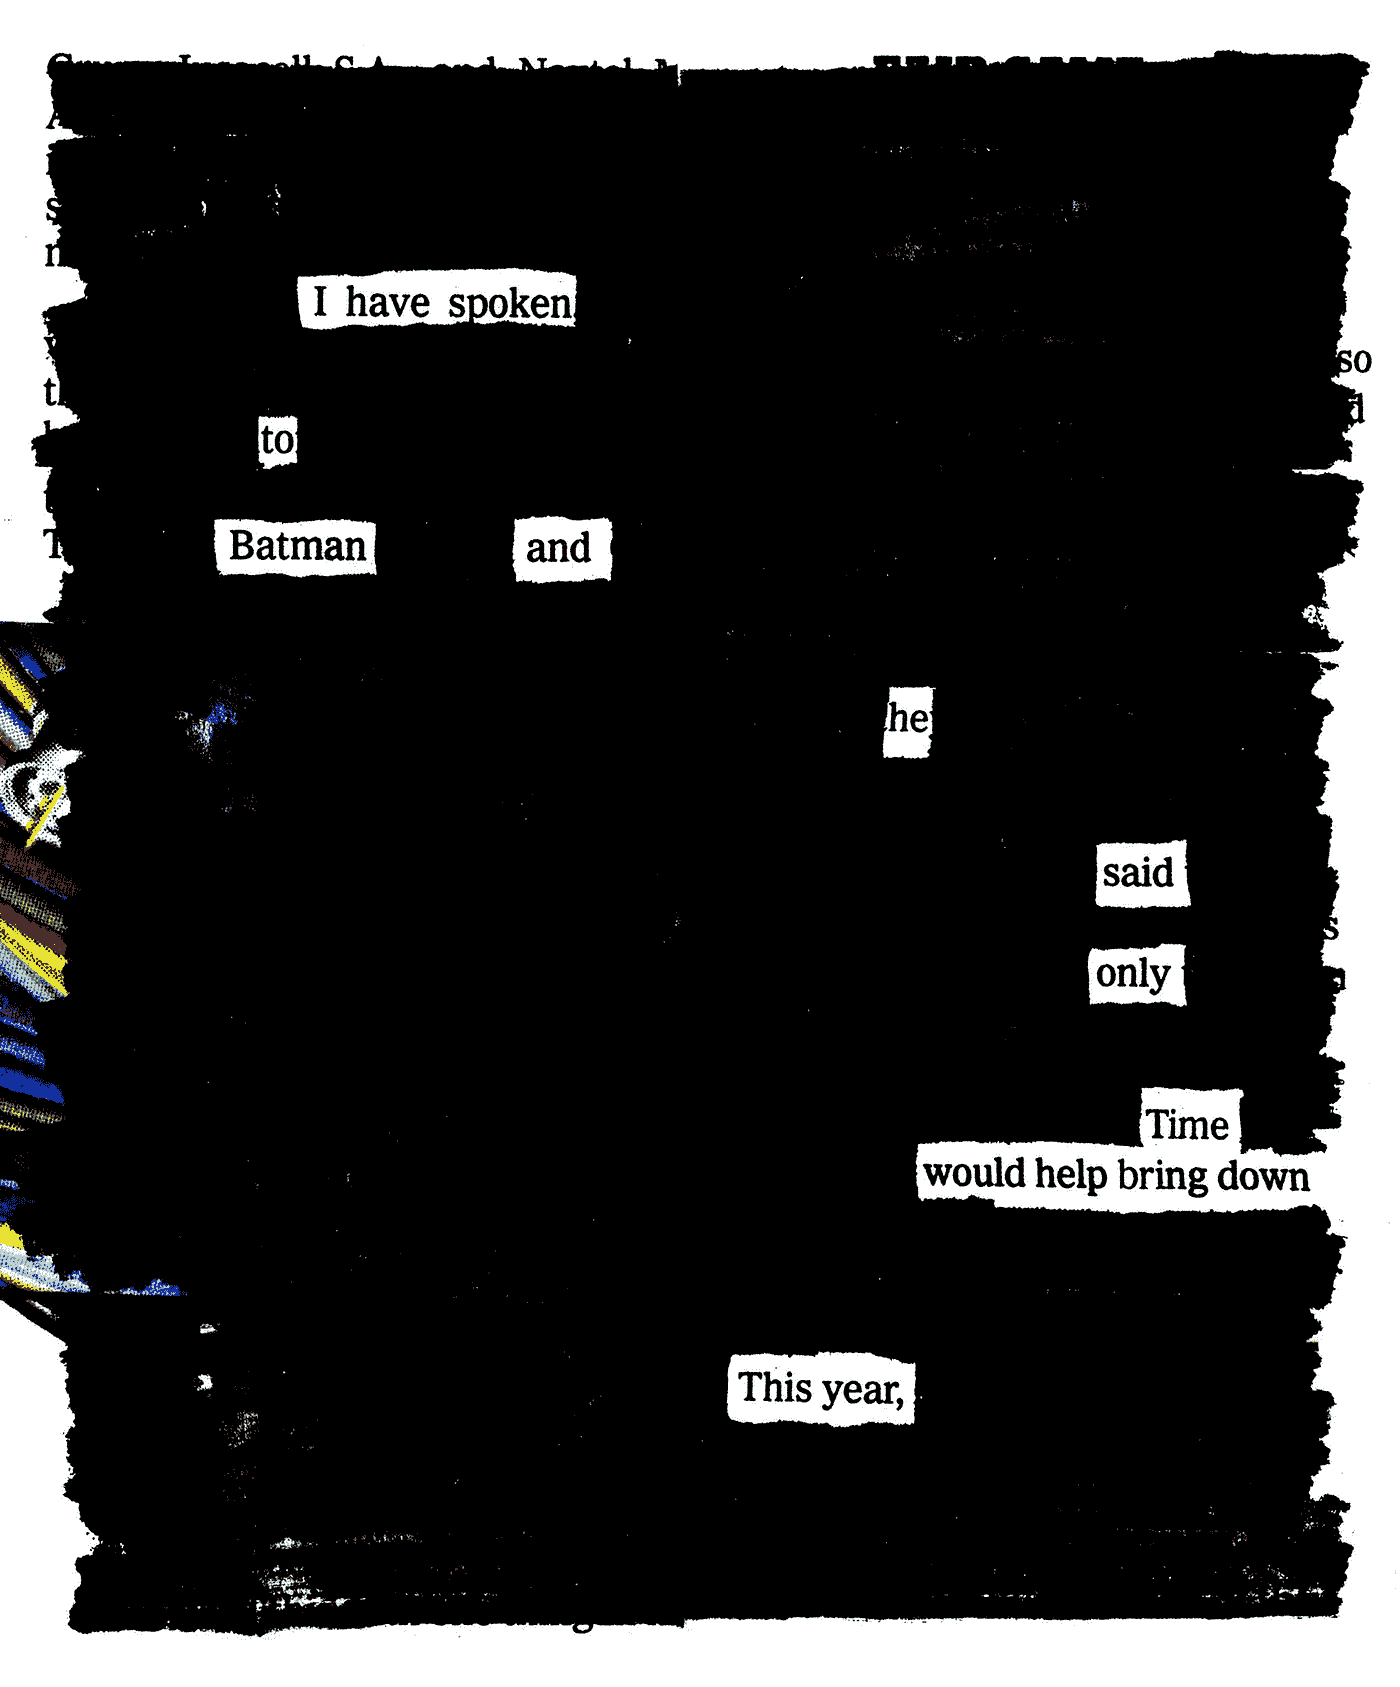 I have spoken
to
Batman and
he
said
only
Time
would help bring down
This year,